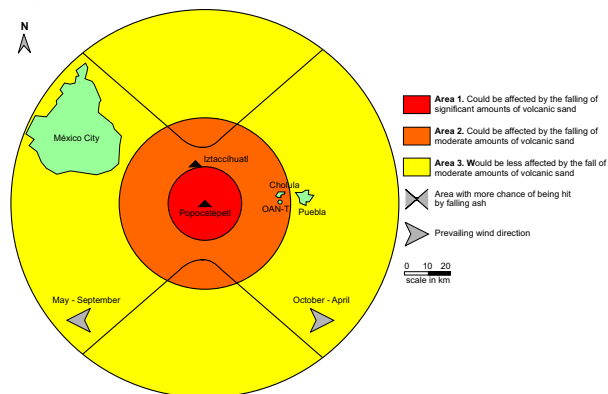 N
México City
Iztaccíhuatl
Cholula
OAN-T
Puebla
Popocatépetl
May - September
October - April
Area 1. Could be affected by the falling of
significant amounts of volcanic sand
Area 2. Could be affected by the falling of
moderate amounts of volcanic sand
Area 3. Would be less affected by the fall of
moderate amounts of volcanic sand
Area with more chance of being hit
by falling ash
Prevailing wind direction
0 10 20
scale in km